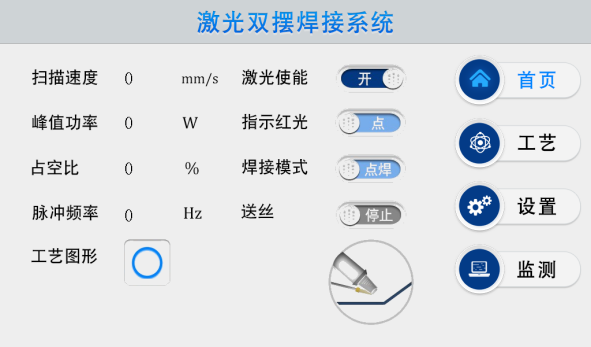 激光双摆焊接系统
扫描速度 0 mm/s 激光使能 开
峰值功率 0 W 指示红光 点
占空比 0 % 焊接模式 点焊
脉冲频率 0 Hz 送丝 停止
工艺图形
首页
工艺
设置
监测